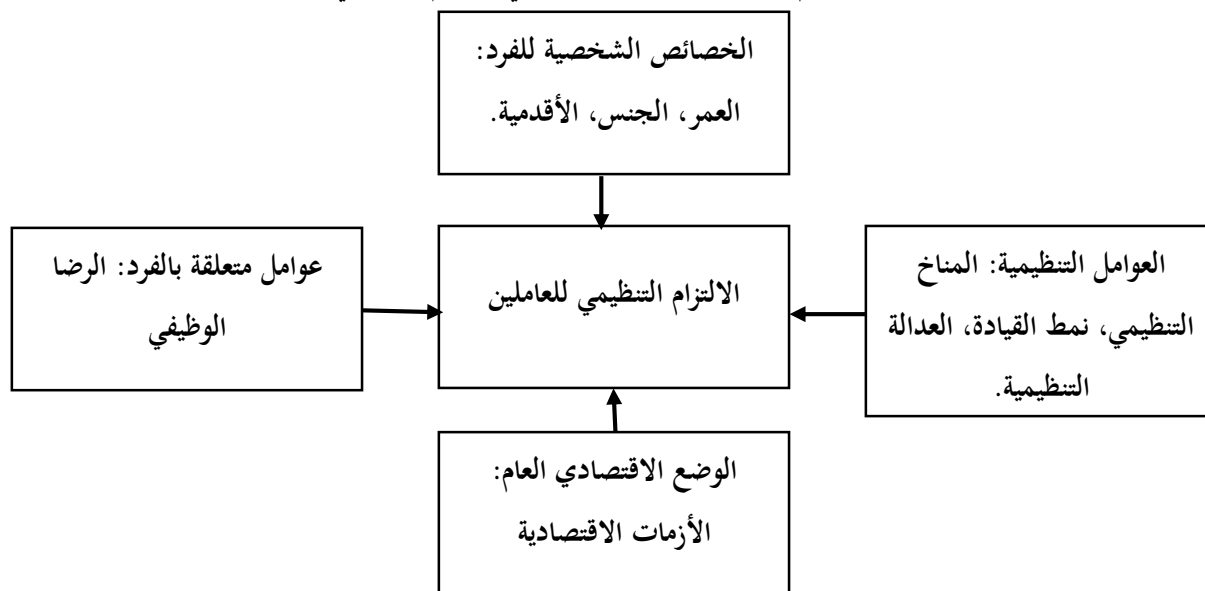 الخصائص الشخصية للفرد:
العمر، الجنس، الأقدمية.
عوامل متعلقة بالفرد: الرضا
الوظيفي
الالتزام التنظيمي للعاملين
العوامل التنظيمية: المناخ
التنظيمي، نمط القيادة، العدالة
التنظيمية.
الوضع الاقتصادي العام:
الأزمات الاقتصادية